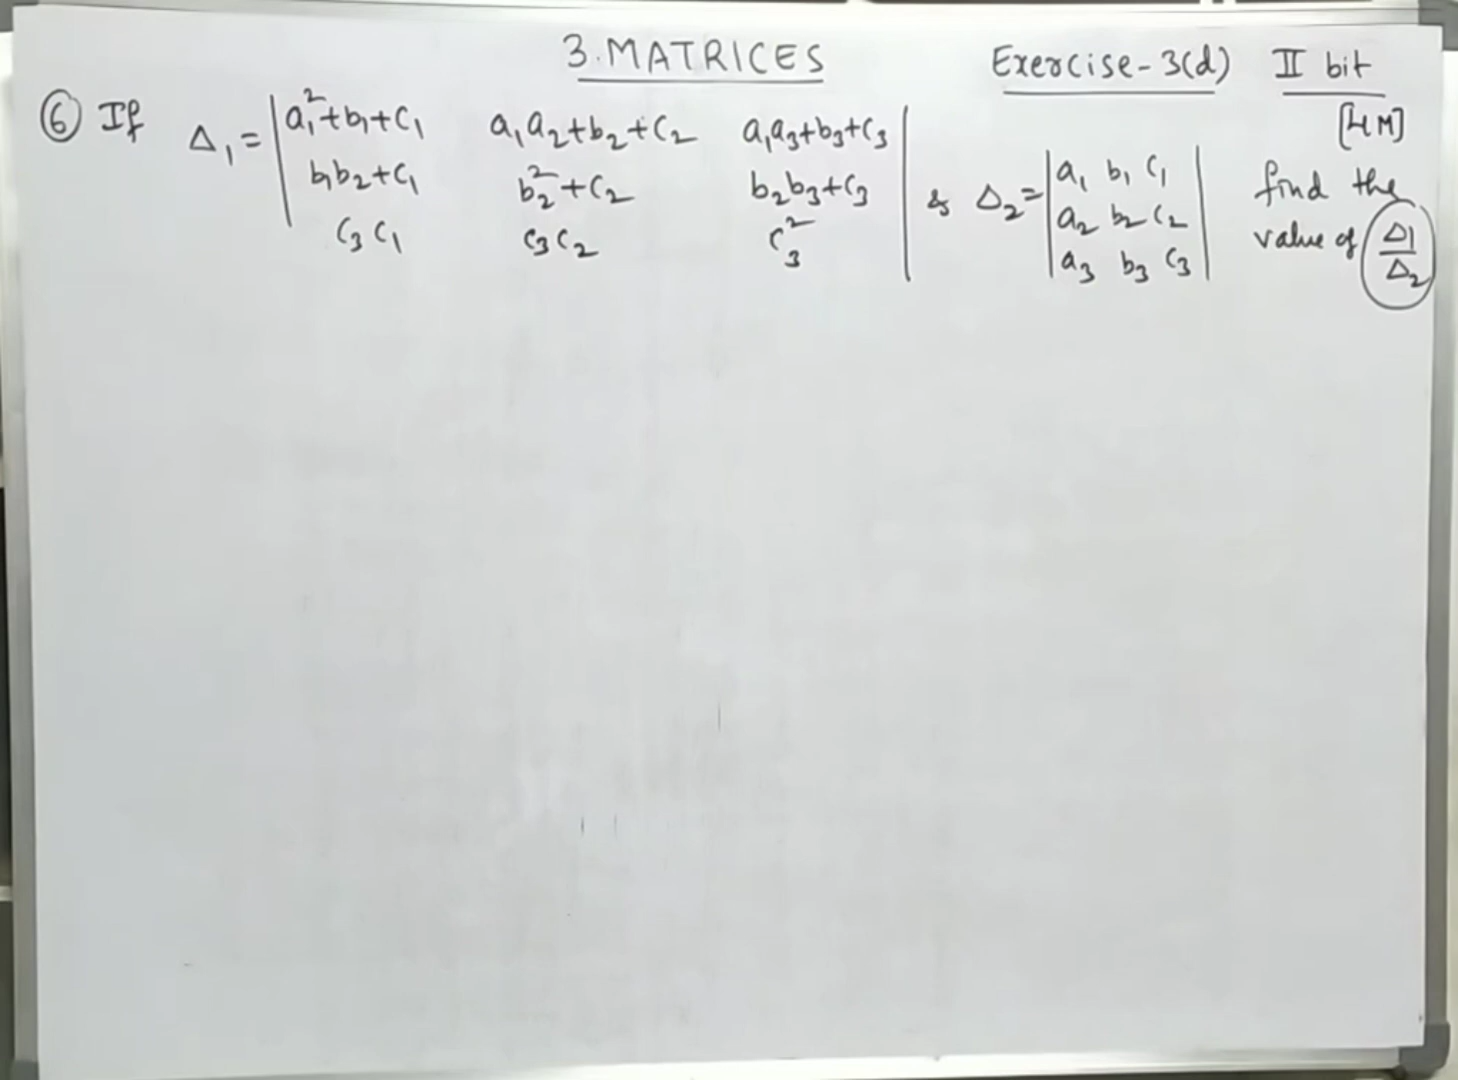 3. MATRICES Exercise - 3(d) II bit
[4M]
⑥ If Δ₁ = | a₁²+b₁+c₁ a₁a₂+b₂+c₂ a₁a₃+b₃+c₃ |
b₁b₂+c₁ b₂²+c₂ b₂b₃+c₃
c₃c₁ c₃c₂ c₃²
& Δ₂ = | a₁ b₁ c₁ |
a₂ b₂ c₂
a₃ b₃ c₃
find the
value of Δ₁/Δ₂